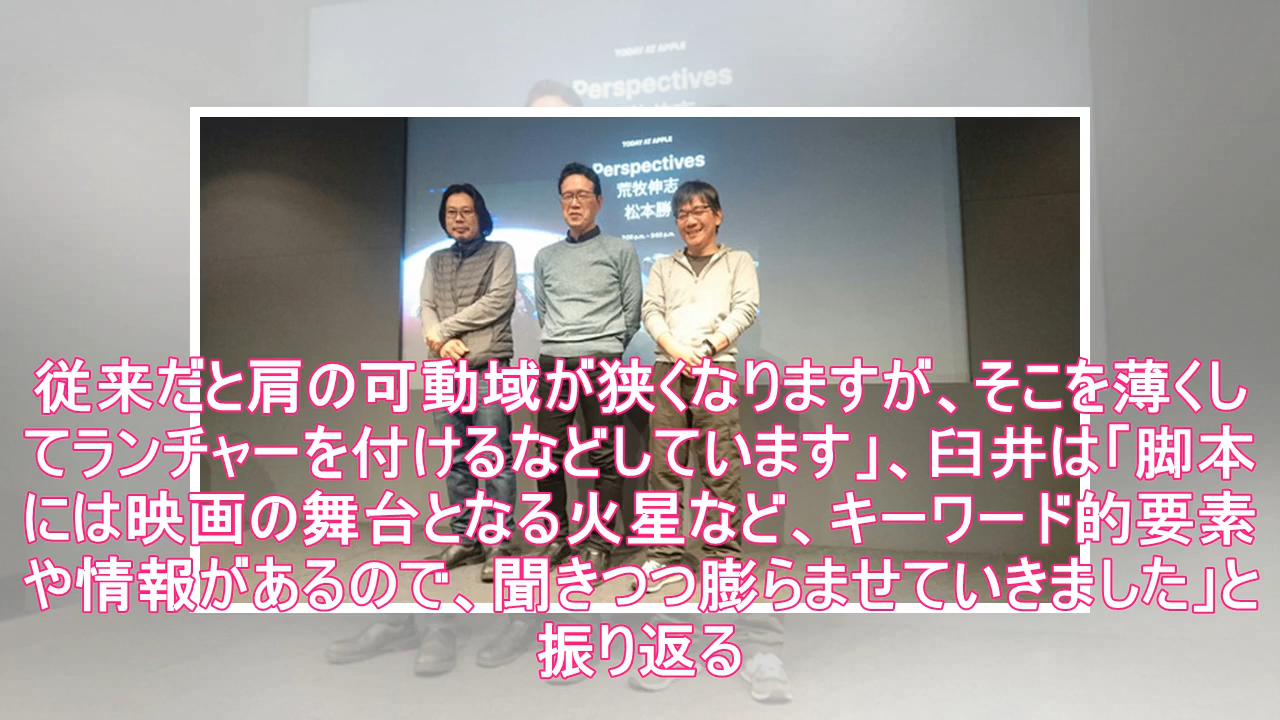 TODAY AT APPLE
Perspectives
TODAY AT APPLE
Perspectives
荒牧伸志
松本勝
従来だと肩の可動域が狭くなりますが、そこを薄くし
てランチャーを付けるなどしています」、臼井は「脚本
には映画の舞台となる火星など、キーワード的要素
や情報があるので、聞きつつ膨らませていきました」と
振り返る